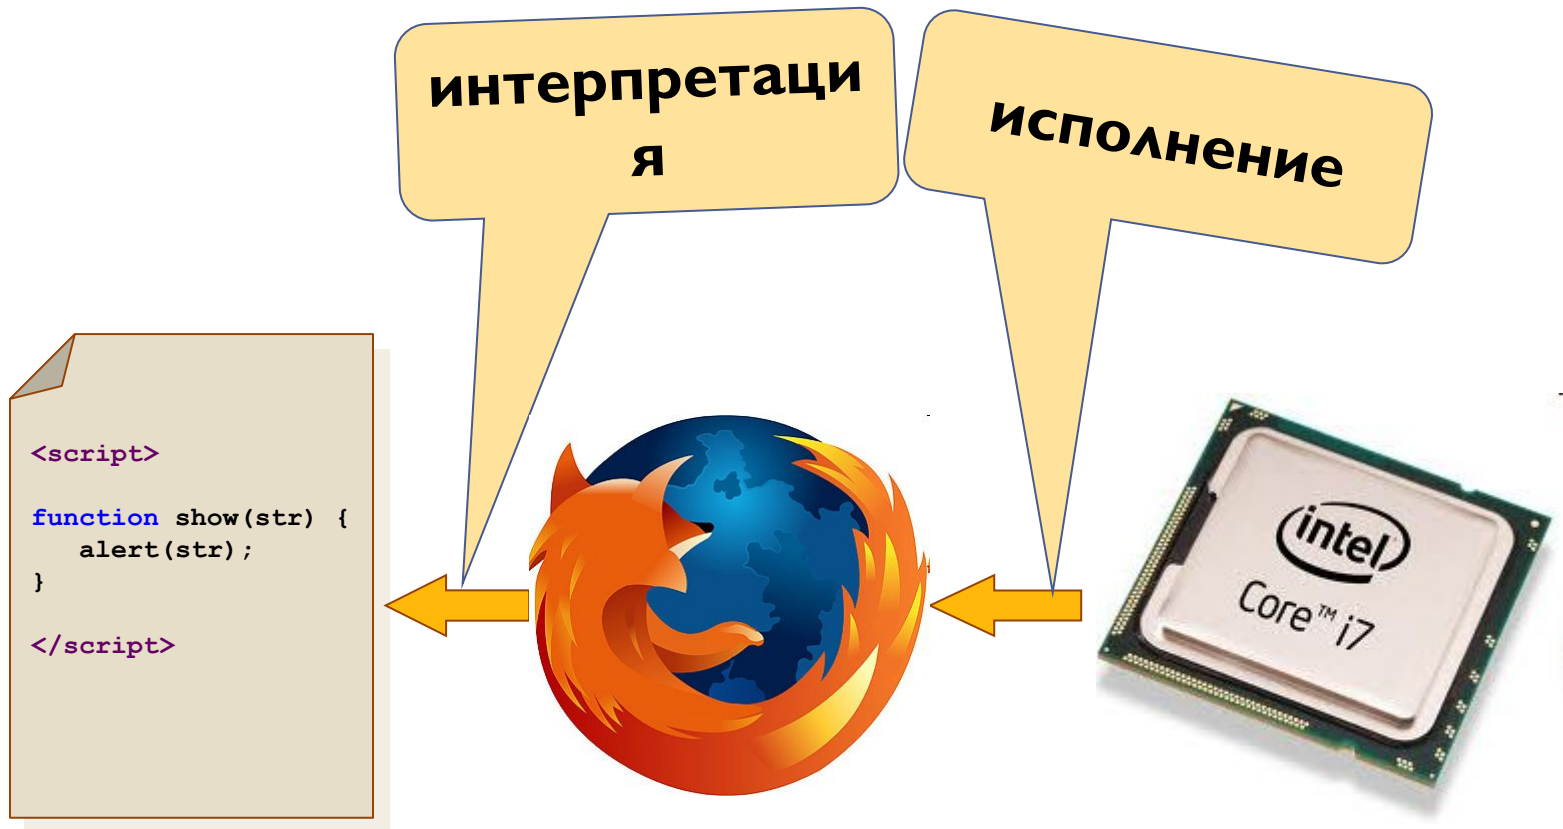 интерпретаци
я
исполнение
<script>
function show(str) {
alert(str);
}
</script>
intel
Core™ i7